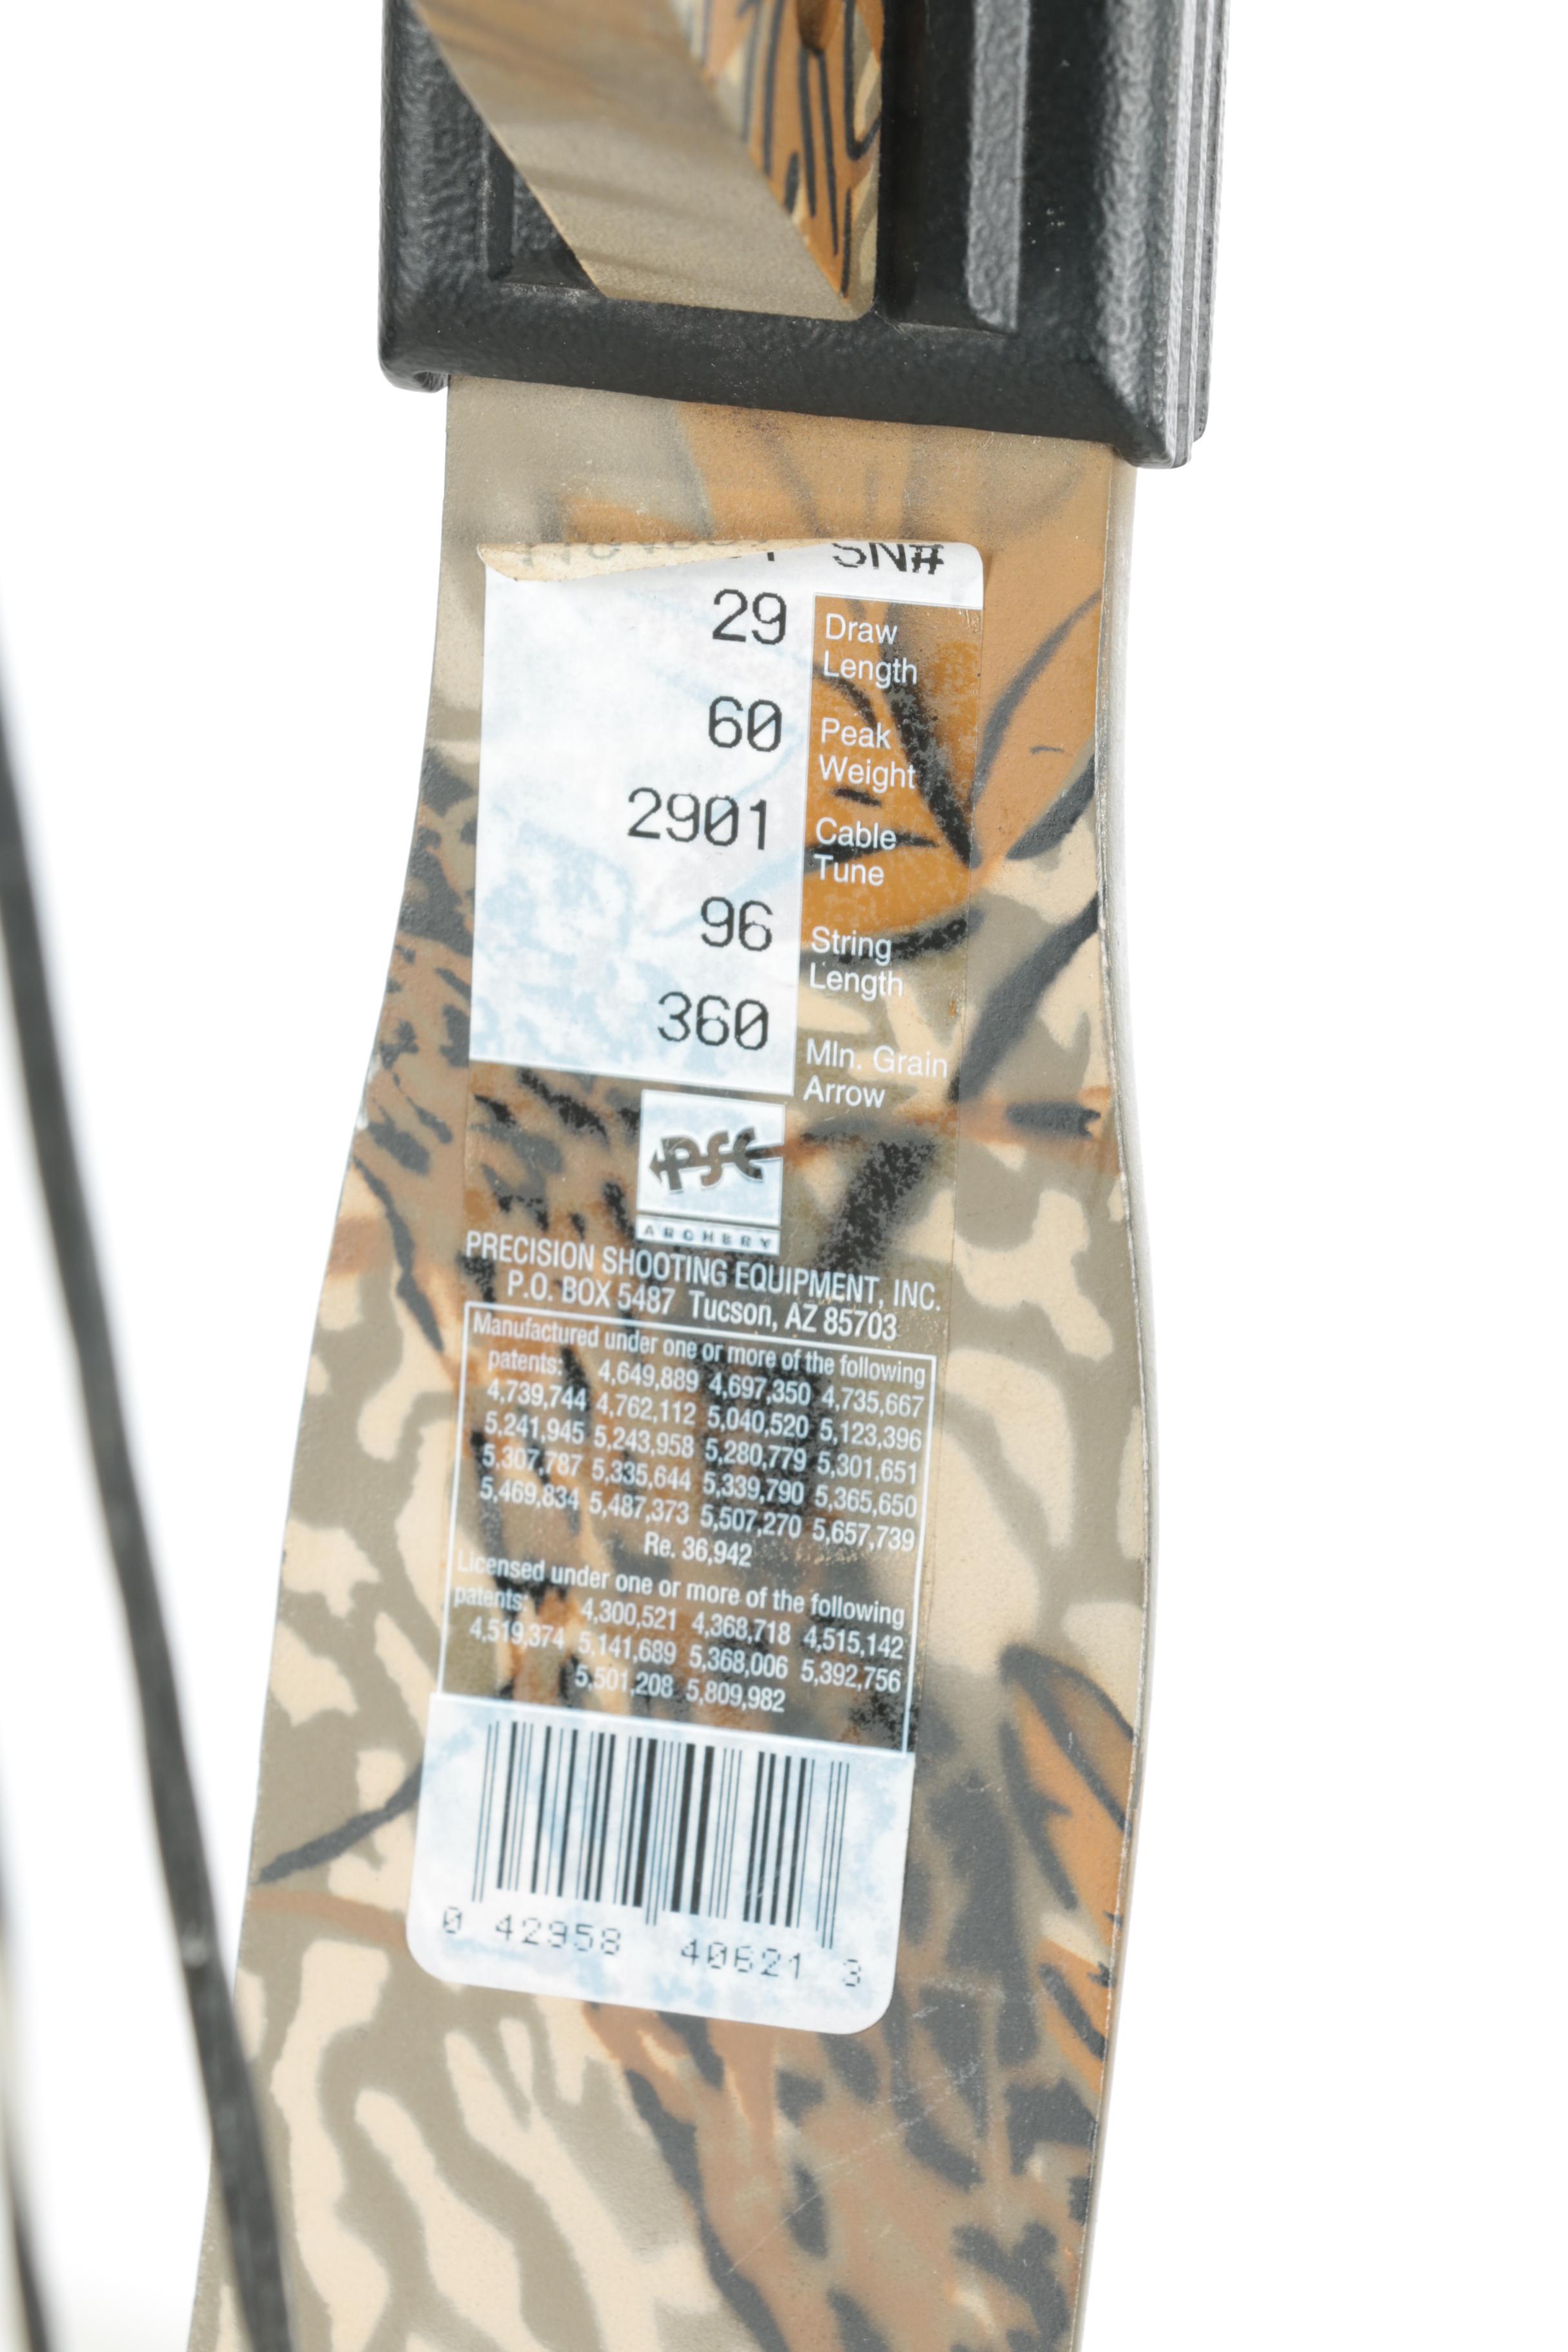 SN#
29 Draw Length
60 Peak Weight
2901 Cable Tune
96 String Length
360 MIn. Grain Arrow
PSE
ARCHERY
PRECISION SHOOTING EQUIPMENT, INC.
P.O. BOX 5487 Tucson, AZ 85703
Manufactured under one or more of the following
patents: 4,649,889 4,697,350 4,735,667
4,739,744 4,762,112 5,040,520 5,123,396
5,241,945 5,243,958 5,280,779 5,301,651
5,307,787 5,335,644 5,339,790 5,365,650
5,469,834 5,487,373 5,507,270 5,657,739
Re. 36,942
Licensed under one or more of the following
patents: 4,300,521 4,368,718 4,515,142
4,519,374 5,141,689 5,368,006 5,392,756
5,501,208 5,809,982
0 42958 40621 3